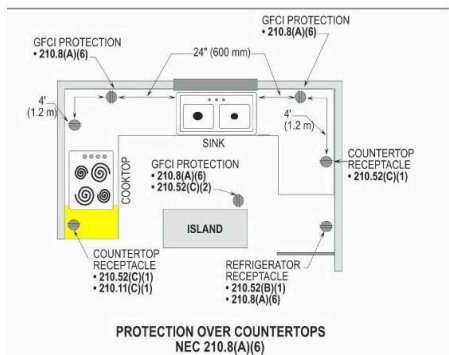 GFCI PROTECTION
• 210.8(A)(6)
GFCI PROTECTION
• 210.8(A)(6)
24" (600 mm)
4'
(1.2 m)
4'
(1.2 m)
SINK
COOKTOP
GFCI PROTECTION
• 210.8(A)(6)
• 210.52(C)(2)
COUNTERTOP
RECEPTACLE
• 210.52(C)(1)
ISLAND
COUNTERTOP
RECEPTACLE
• 210.52(C)(1)
• 210.11(C)(1)
REFRIGERATOR
RECEPTACLE
• 210.52(B)(1)
• 210.8(A)(6)
PROTECTION OVER COUNTERTOPS
NEC 210.8(A)(6)